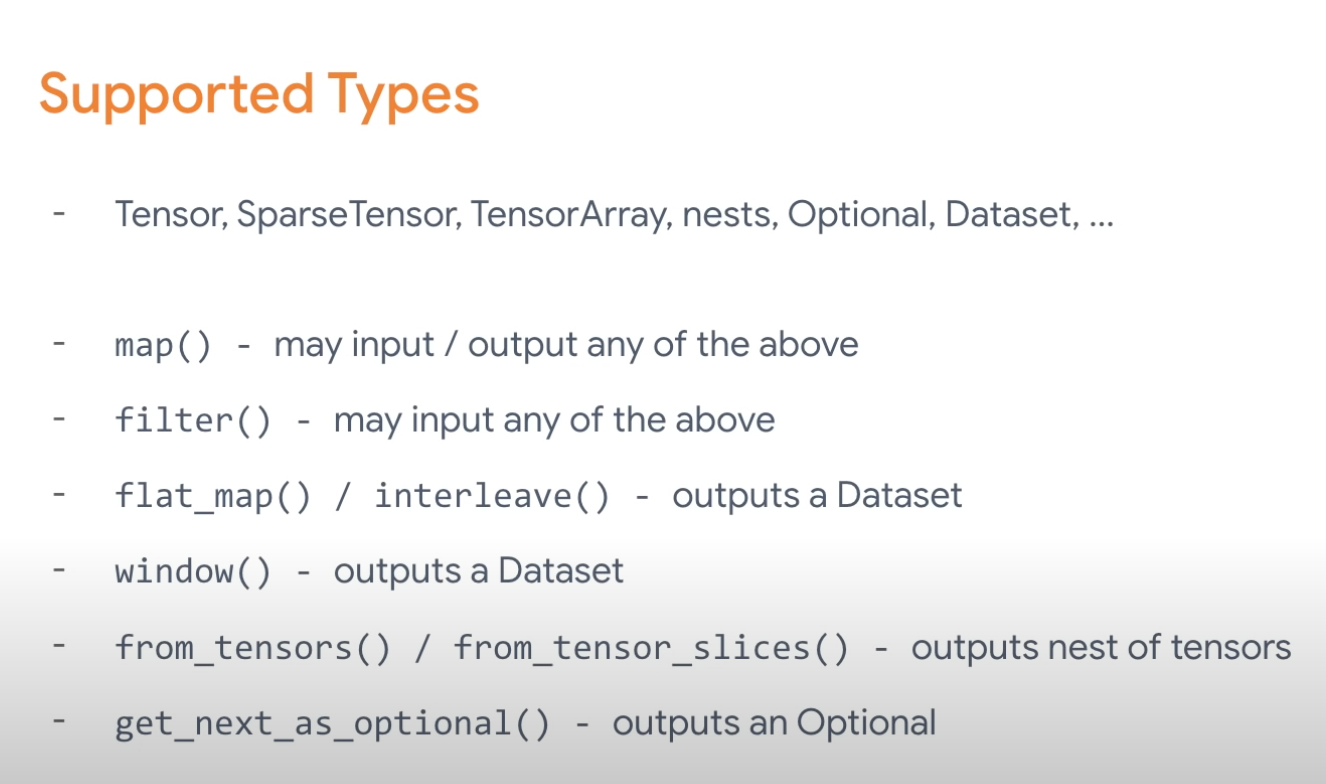 Supported Types
- Tensor, SparseTensor, TensorArray, nests, Optional, Dataset, ...
- map() - may input / output any of the above
- filter() - may input any of the above
- flat_map() / interleave() - outputs a Dataset
- window() - outputs a Dataset
- from_tensors() / from_tensor_slices() - outputs nest of tensors
- get_next_as_optional() - outputs an Optional